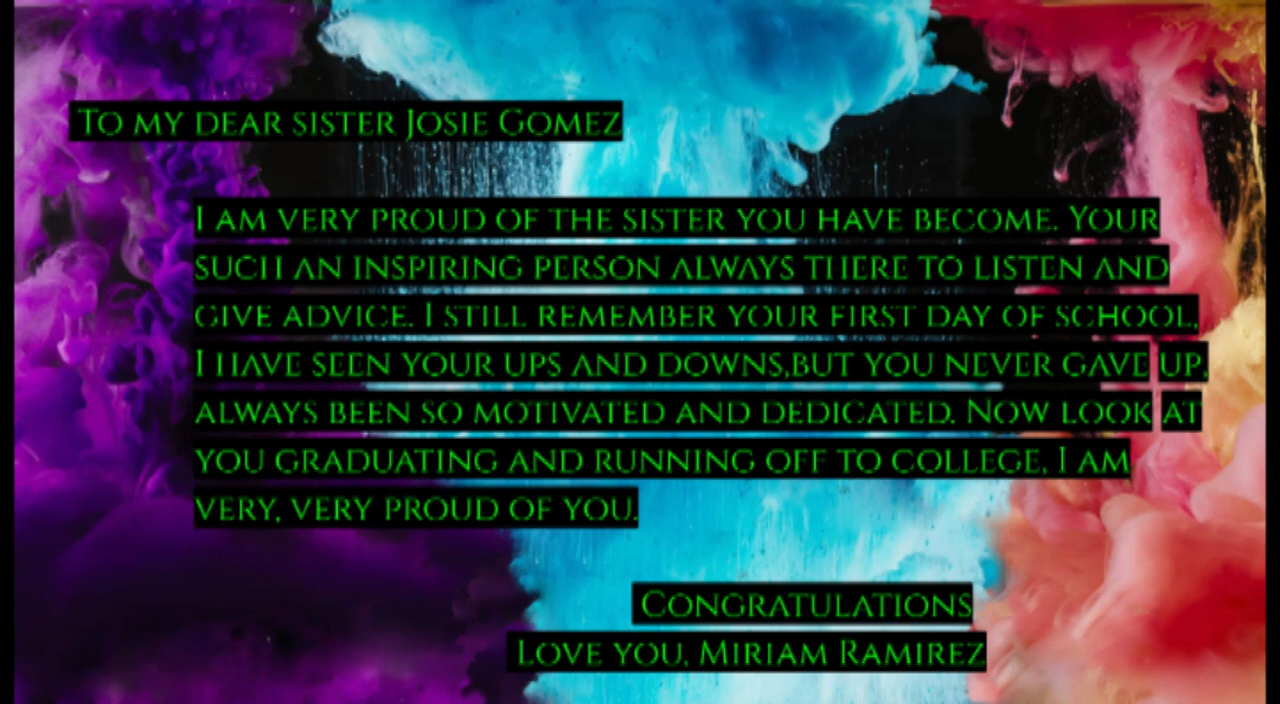 To my dear sister Josie Gomez
I am very proud of the sister you have become. Your
such an inspiring person always there to listen and
give advice. I still remember your first day of school,
I have seen your ups and downs,but you never gave up.
always been so motivated and dedicated. Now look at
you graduating and running off to college, I am
very, very proud of you.
Congratulations
Love you, Miriam Ramirez